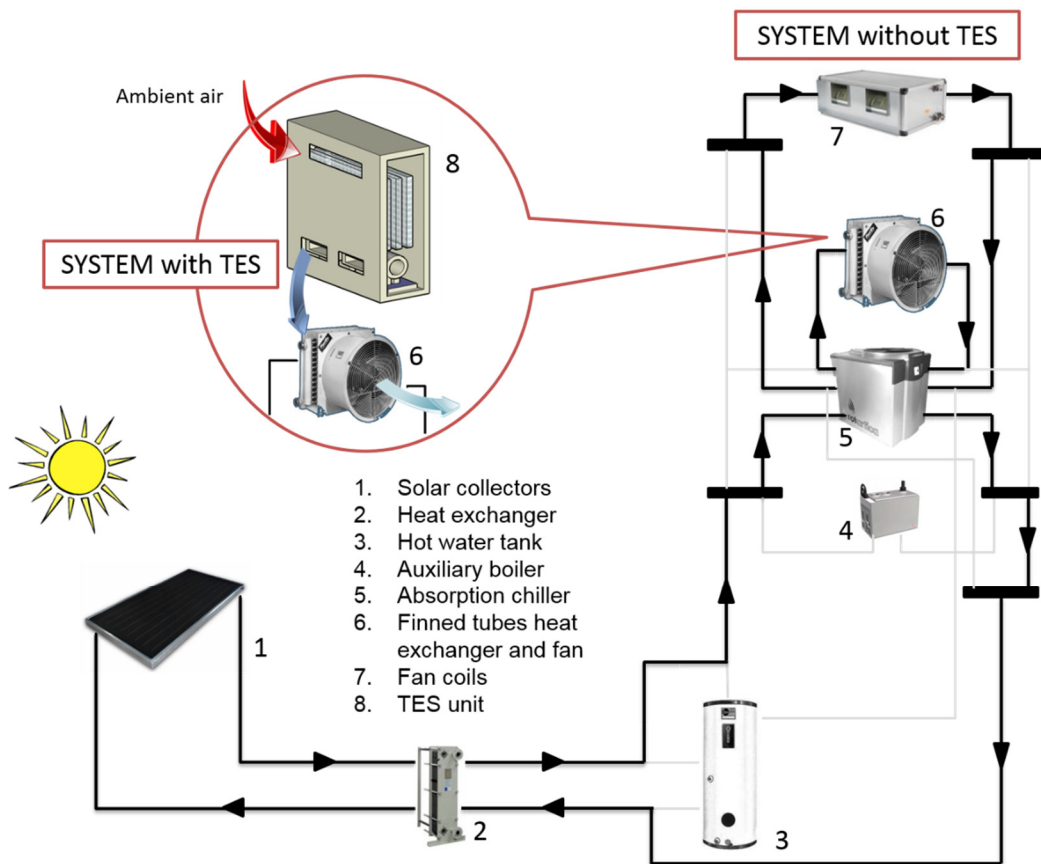 SYSTEM without TES
Ambient air
7
8
6
SYSTEM with TES
6
5
1. Solar collectors
2. Heat exchanger
3. Hot water tank
4. Auxiliary boiler
5. Absorption chiller
6. Finned tubes heat
exchanger and fan
7. Fan coils
8. TES unit
4
1
2
3